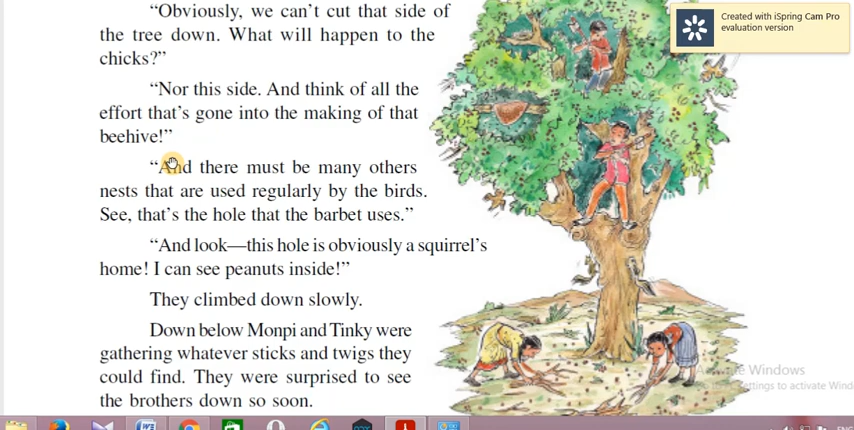 “Obviously, we can’t cut that side of
the tree down. What will happen to the
chicks?”
“Nor this side. And think of all the
effort that’s gone into the making of that
beehive!”
“And there must be many others
nests that are used regularly by the birds.
See, that’s the hole that the barbet uses.”
“And look—this hole is obviously a squirrel’s
home! I can see peanuts inside!”
They climbed down slowly.
Down below Monpi and Tinky were
gathering whatever sticks and twigs they
could find. They were surprised to see
the brothers down so soon.
Created with iSpring Cam Pro
evaluation version
Windows
ettings to activate Wind